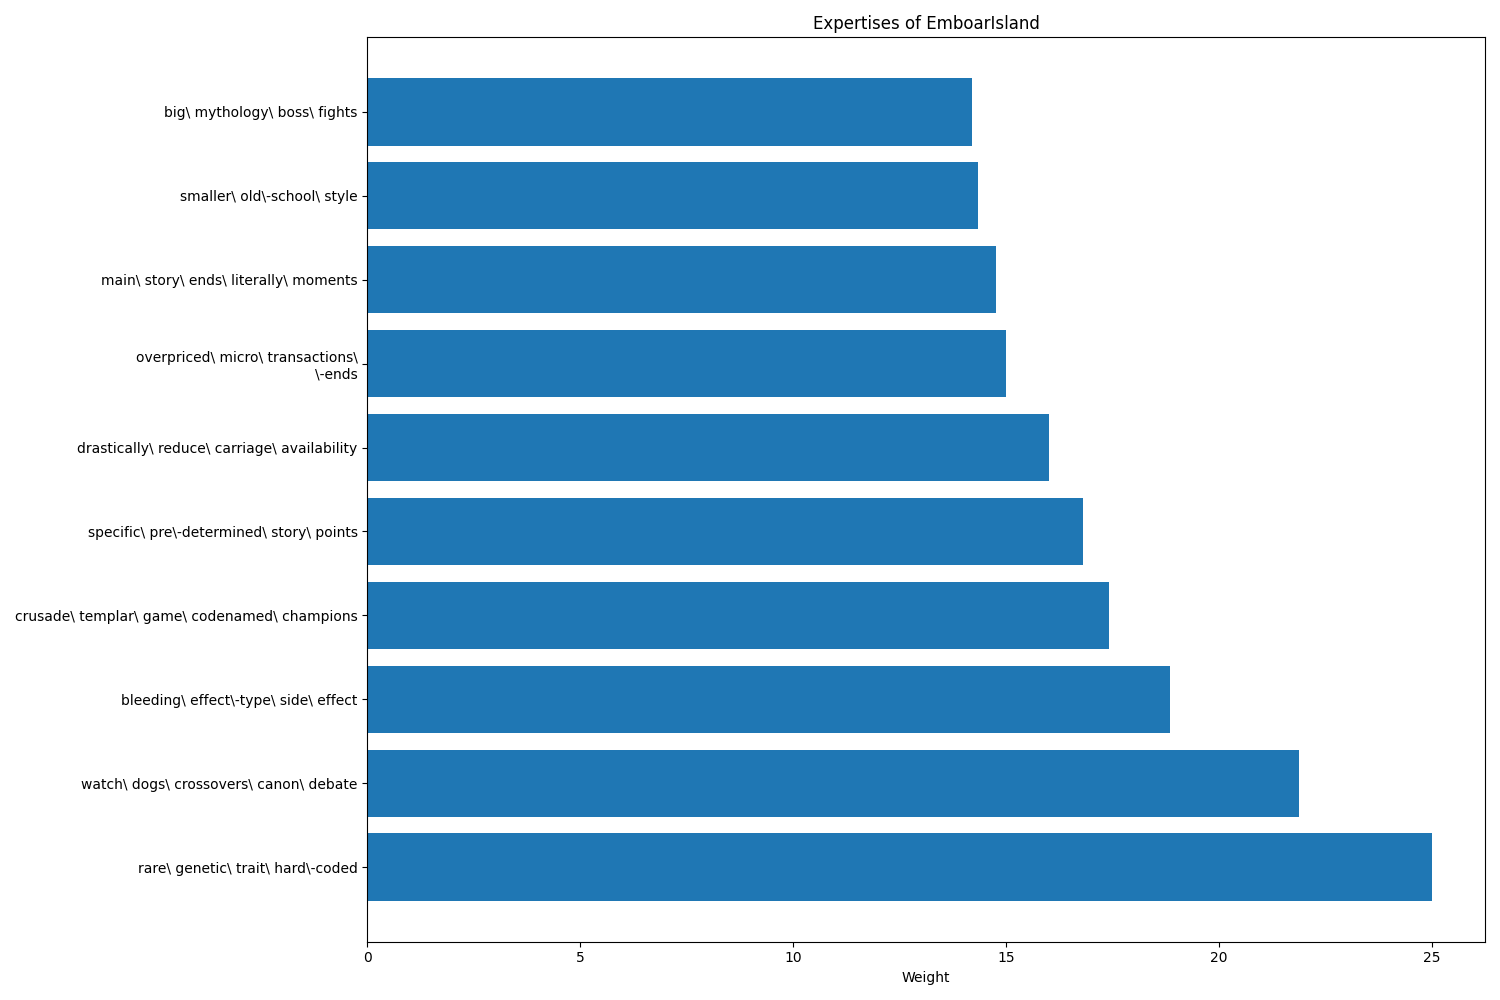 Expertises of EmboarIsland
big\ mythology\ boss\ fights
smaller\ old\-school\ style
main\ story\ ends\ literally\ moments
overpriced\ micro\ transactions\
\-ends
drastically\ reduce\ carriage\ availability
specific\ pre\-determined\ story\ points
crusade\ templar\ game\ codenamed\ champions
bleeding\ effect\-type\ side\ effect
watch\ dogs\ crossovers\ canon\ debate
rare\ genetic\ trait\ hard\-coded
0 5 10 15 20 25
Weight